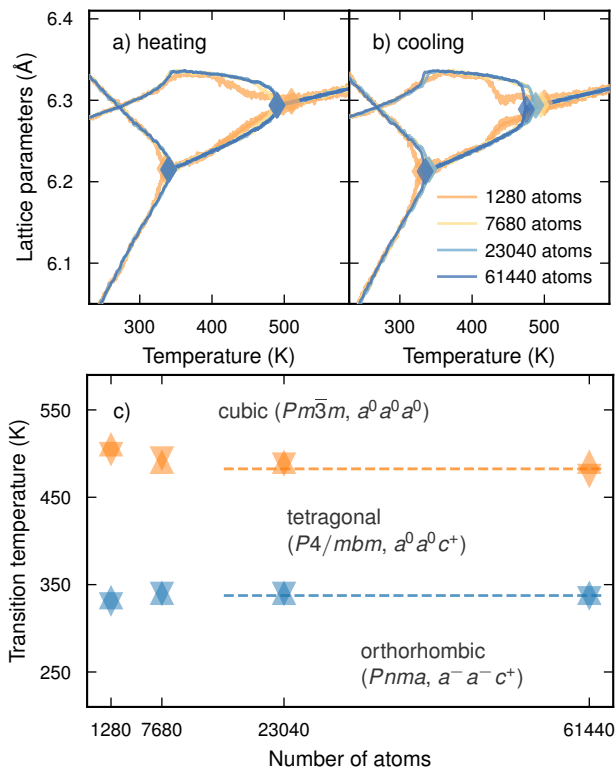 6.4
6.3
6.2
6.1
Lattice parameters (Å)
a) heating
b) cooling
1280 atoms
7680 atoms
23040 atoms
61440 atoms
300 400 500 300 400 500
Temperature (K) Temperature (K)
550
450
350
250
Transition temperature (K)
c)
cubic (Pm3̅m, a⁰a⁰a⁰)
tetragonal
(P4/mbm, a⁰a⁰c⁺)
orthorhombic
(Pnma, a⁻a⁻c⁺)
1280 7680 23040 61440
Number of atoms